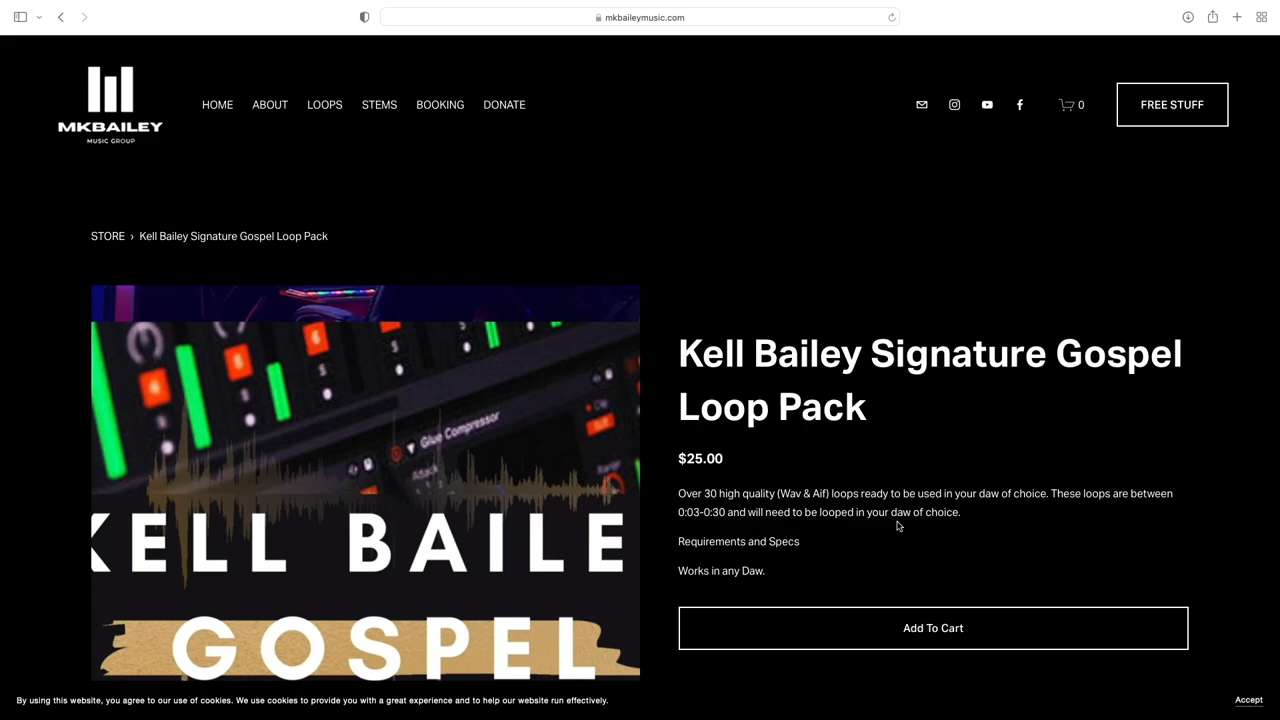 mkbaileymusic.com
MKBAILEY
MUSIC GROUP
HOME ABOUT LOOPS STEMS BOOKING DONATE
0
FREE STUFF
STORE › Kell Bailey Signature Gospel Loop Pack
Kell Bailey Signature Gospel
Loop Pack
$25.00
Over 30 high quality (Wav & Aif) loops ready to be used in your daw of choice. These loops are between
0:03-0:30 and will need to be looped in your daw of choice.
Requirements and Specs
Works in any Daw.
Add To Cart
S
S
S
Glue Compressor
Attack
Range
KELL BAILE
GOSPEL
By using this website, you agree to our use of cookies. We use cookies to provide you with a great experience and to help our website run effectively.
Accept